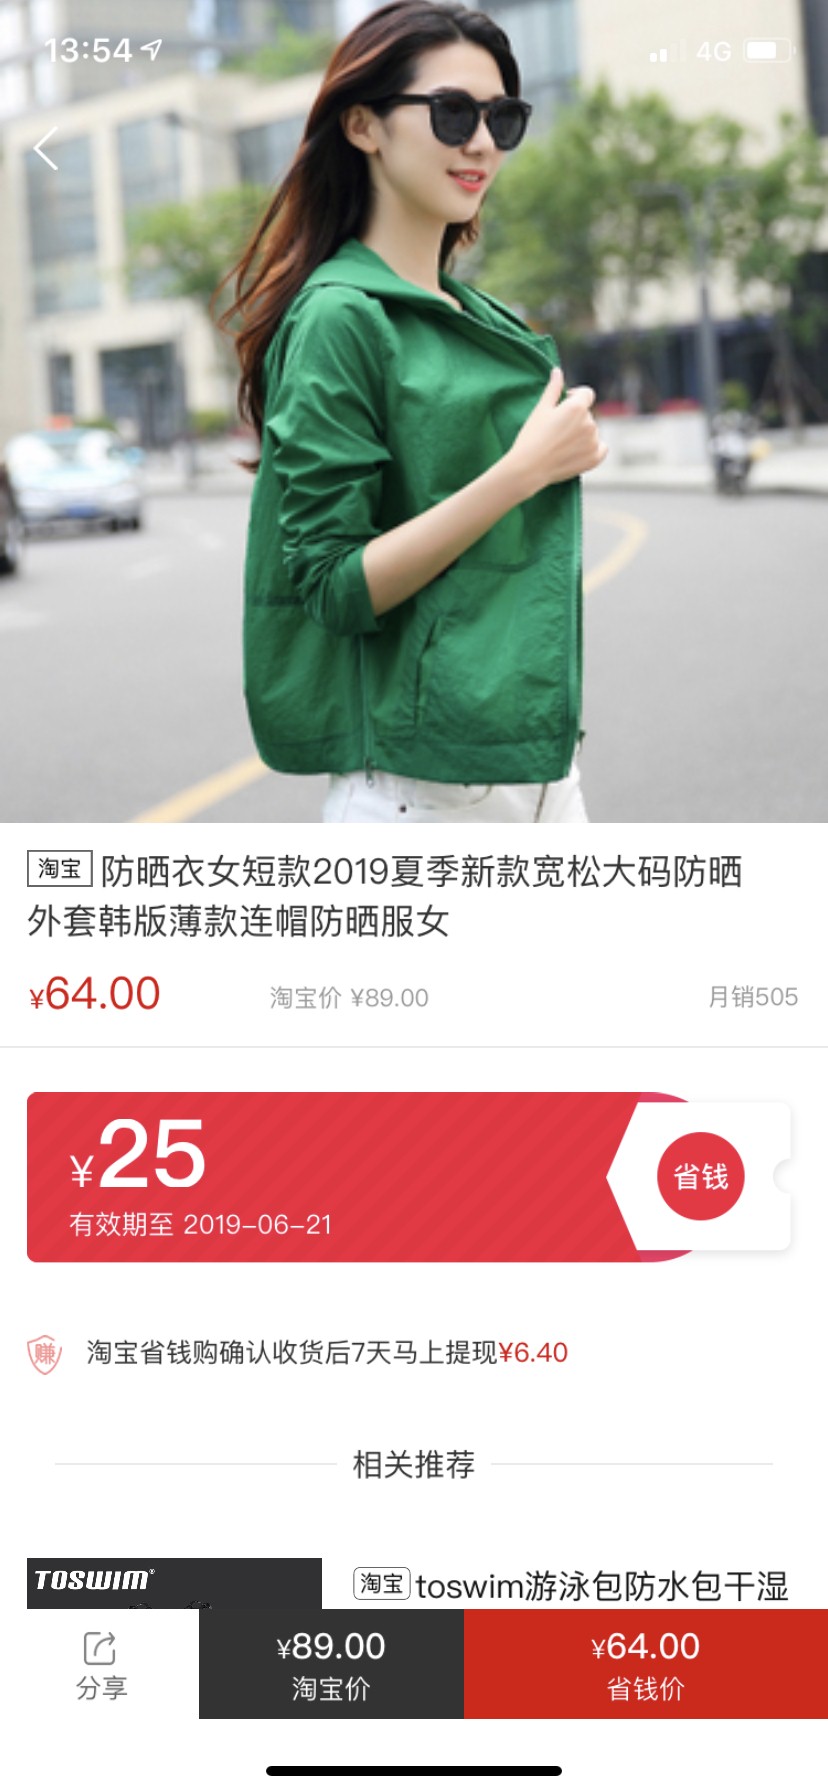 13:54
4G
淘宝 防晒衣女短款2019夏季新款宽松大码防晒
外套韩版薄款连帽防晒服女
¥64.00 淘宝价 ¥89.00 月销505
¥25
有效期至 2019-06-21
省钱
赚 淘宝省钱购确认收货后7天马上提现¥6.40
相关推荐
TOSWIM®
淘宝 toswim游泳包防水包干湿
分享
¥89.00
淘宝价
¥64.00
省钱价